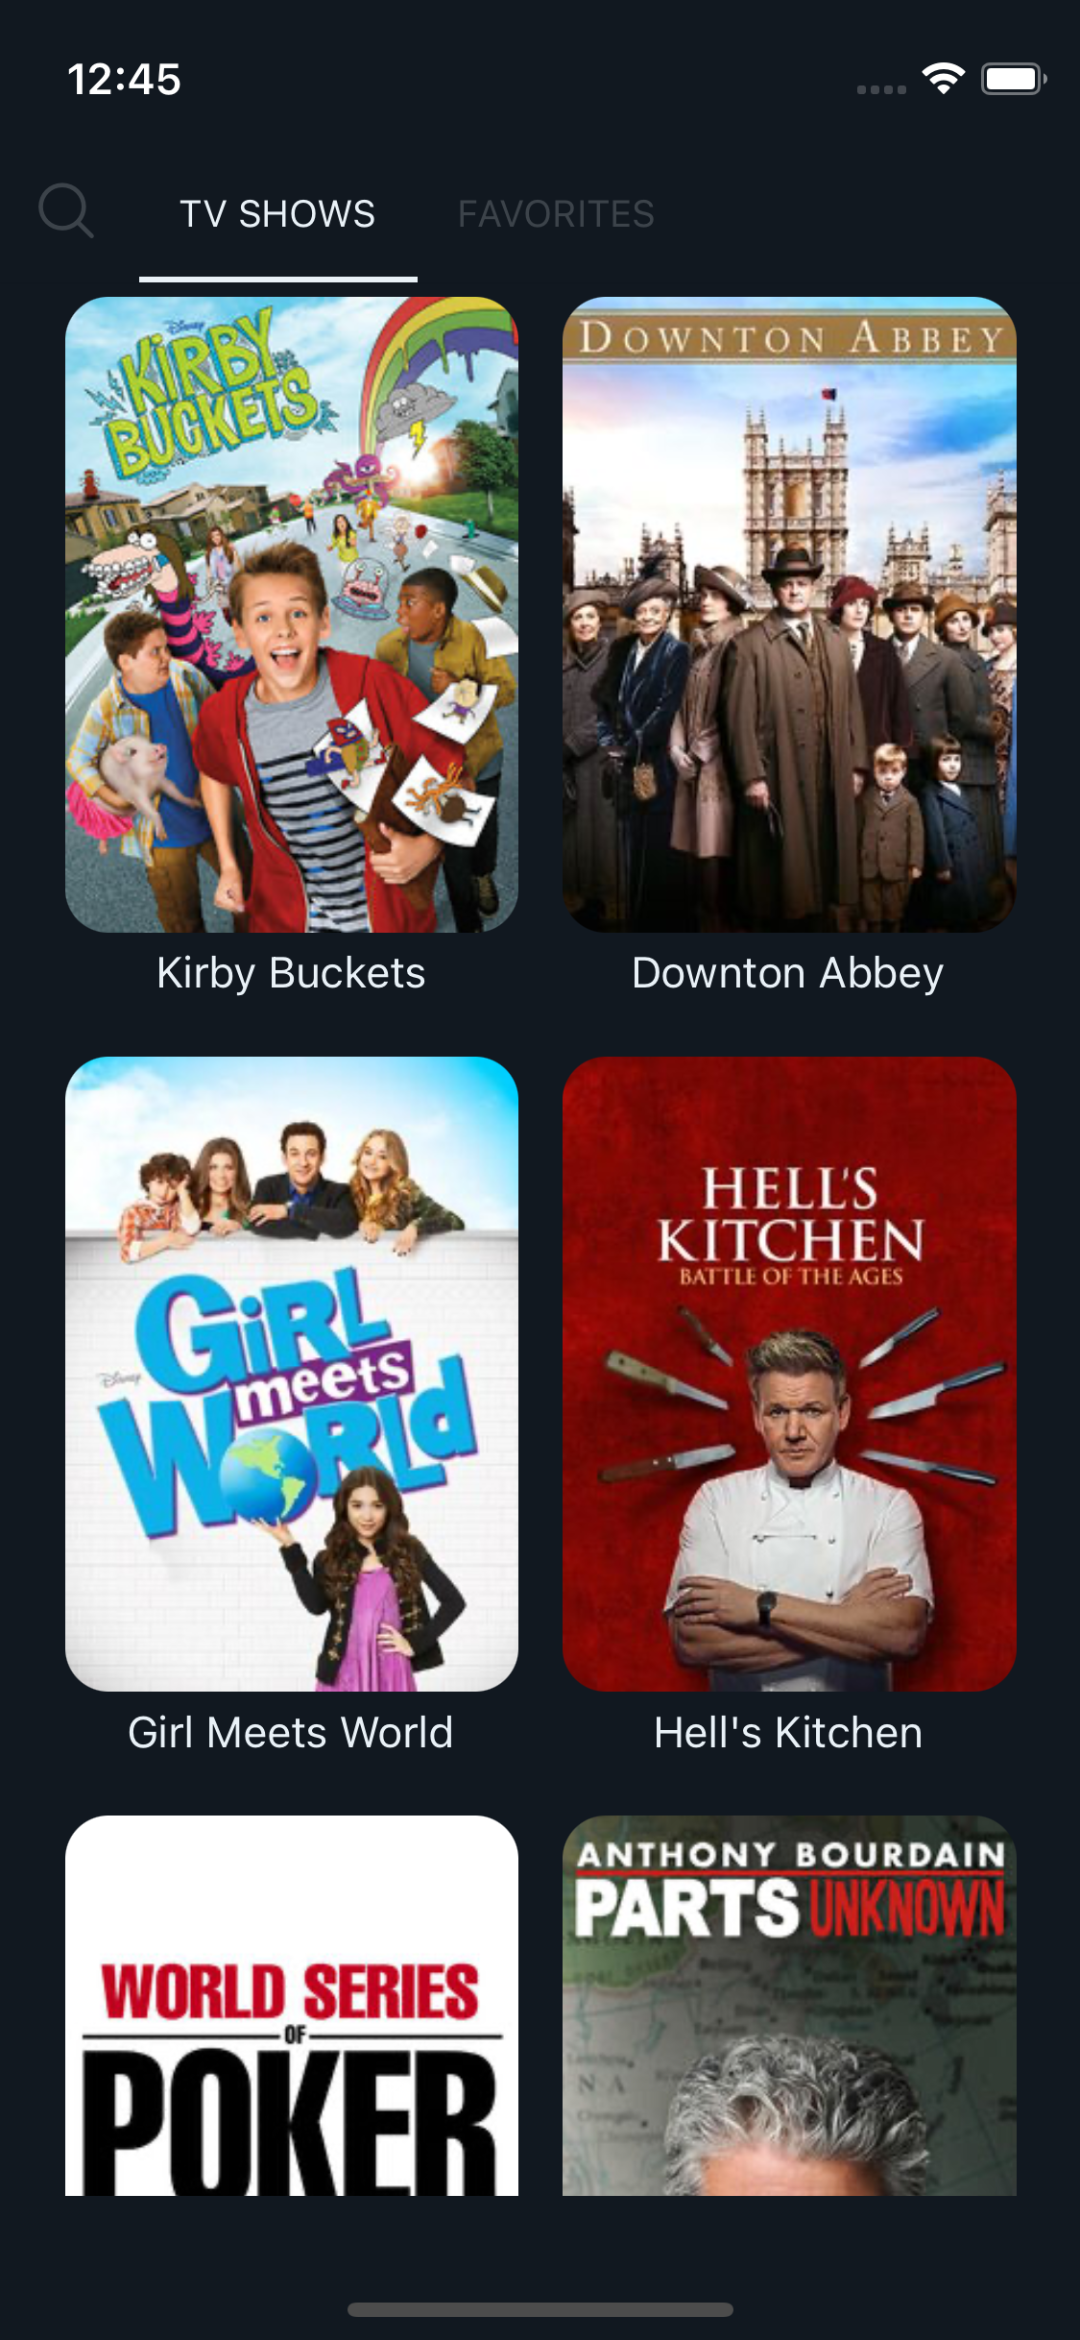 12:45
TV SHOWS
FAVORITES
Disney
KIRBY
BUCKETS
DOWNTON ABBEY
Kirby Buckets
Downton Abbey
Disney
GiRL
meets
WORLd
HELL'S
KITCHEN
BATTLE OF THE AGES
Girl Meets World
Hell's Kitchen
WORLD SERIES
OF
POKER
ANTHONY BOURDAIN
PARTS UNKNOWN